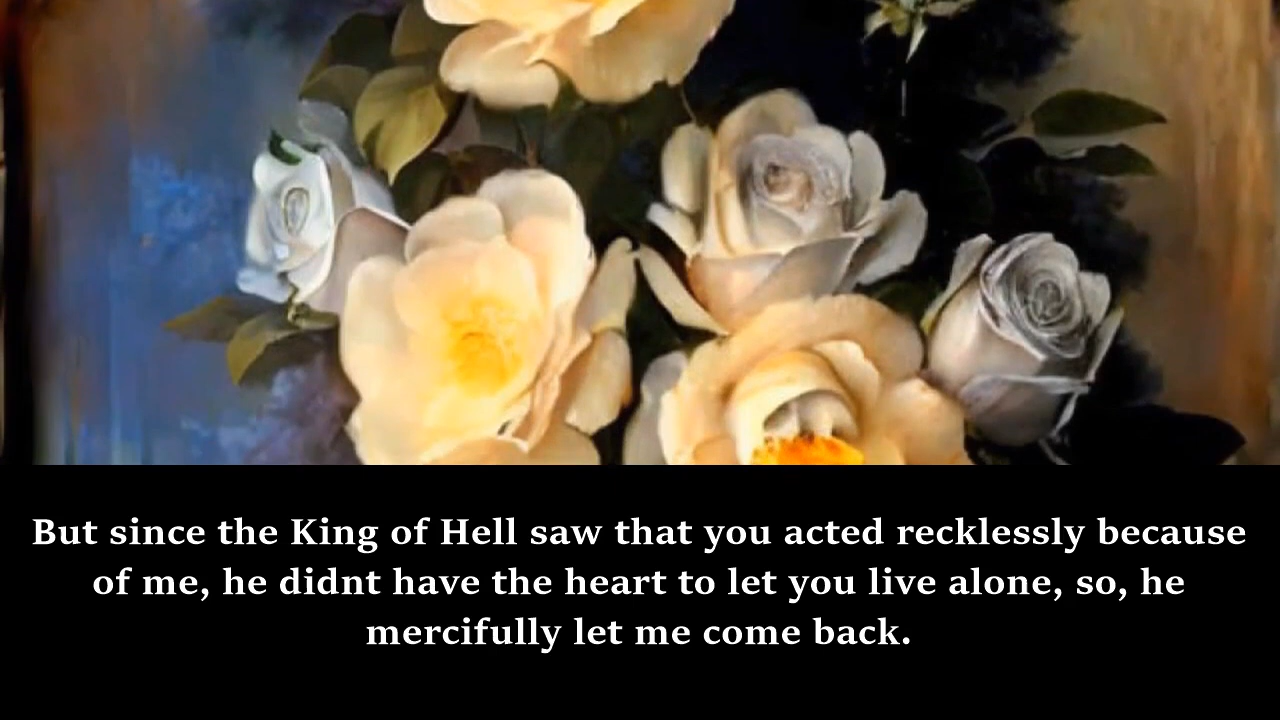 But since the King of Hell saw that you acted recklessly because
of me, he didnt have the heart to let you live alone, so, he
mercifully let me come back.